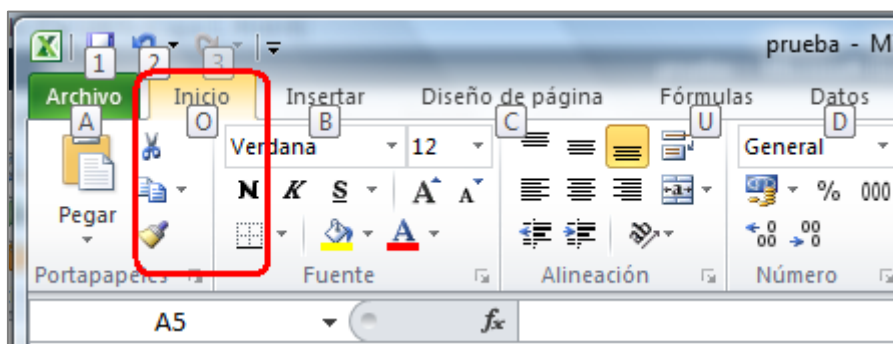 1 2 3 prueba - M
Archivo Inicio Insertar Diseño de página Fórmulas Datos
A O B C U D
Verdana 12 General
N K S A A a % 000
Pegar A ,0 ,00 ,00 ,0
Portapapeles Fuente Alineación Número
A5 fx